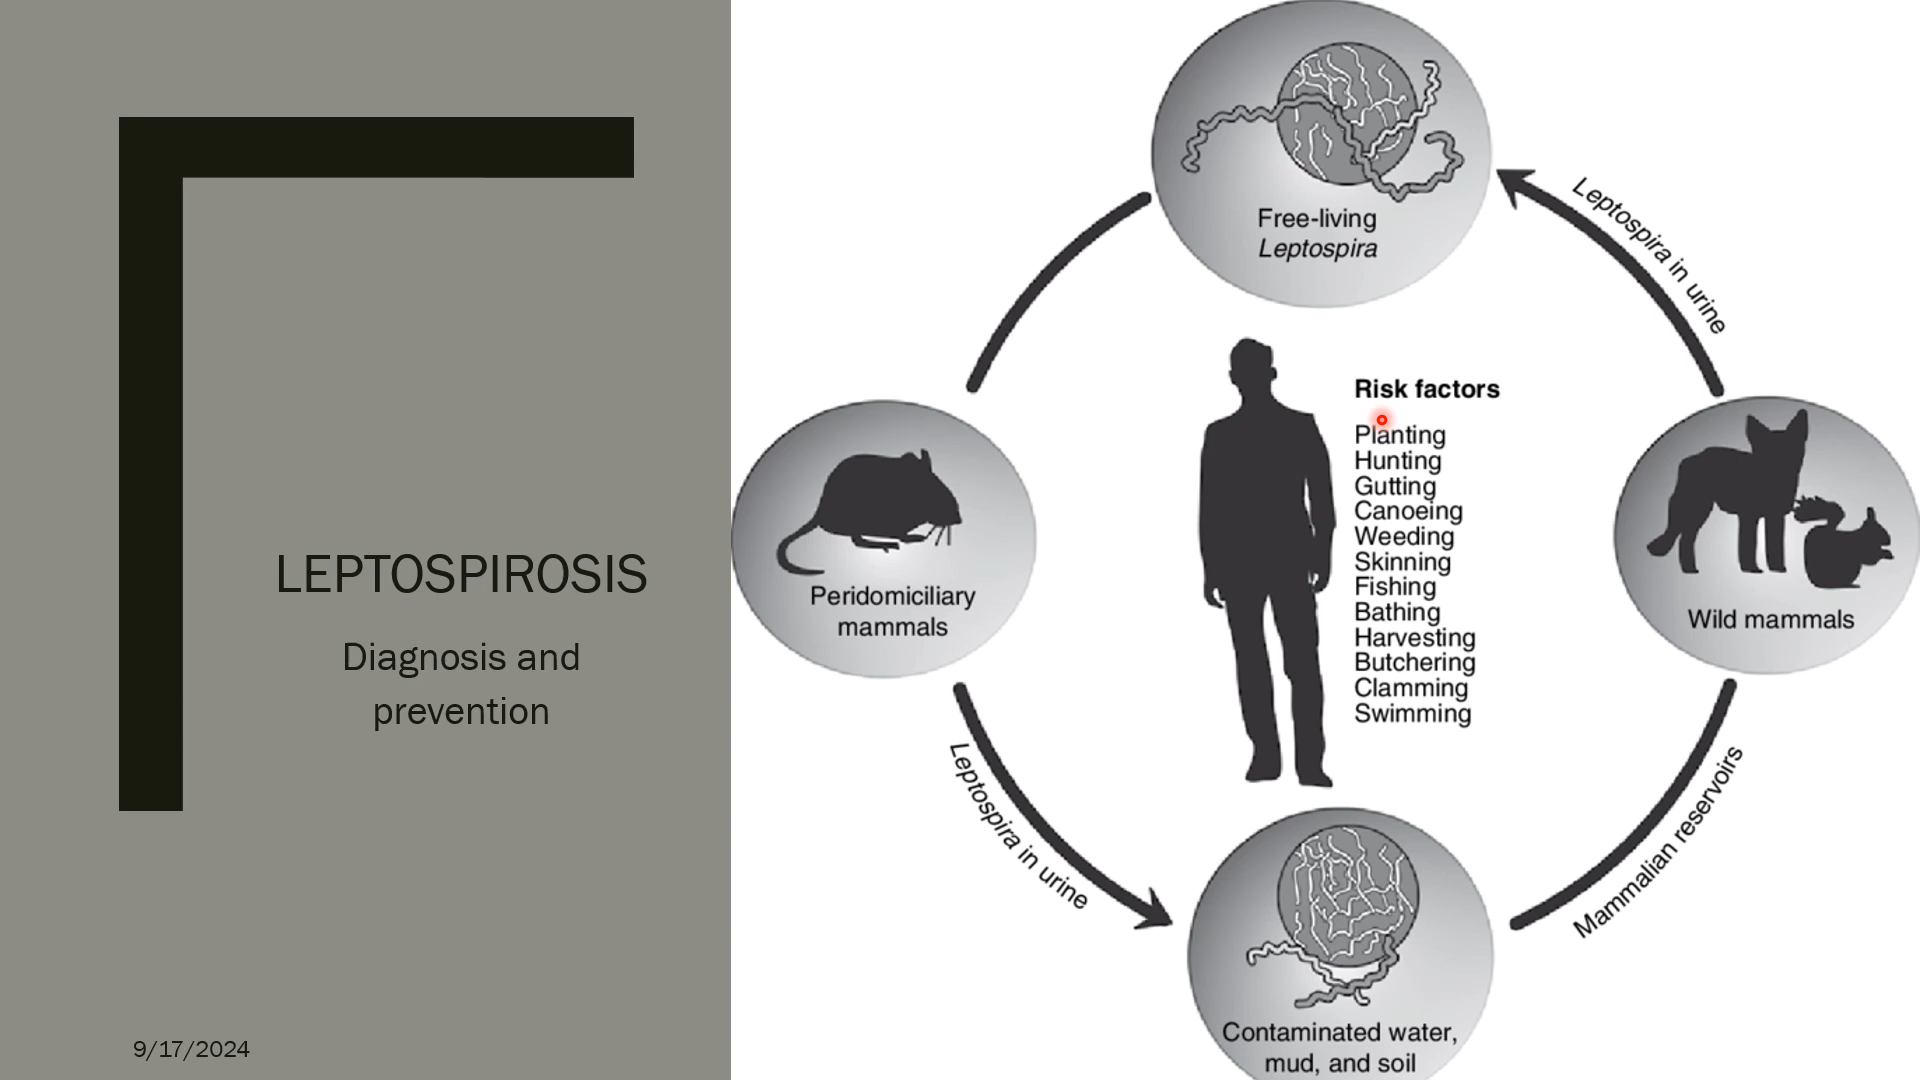 LEPTOSPIROSIS
Diagnosis and
prevention
9/17/2024
Free-living
Leptospira
Leptospira in urine
Risk factors
Planting
Hunting
Gutting
Canoeing
Weeding
Skinning
Fishing
Bathing
Harvesting
Butchering
Clamming
Swimming
Peridomiciliary
mammals
Wild mammals
Leptospira in urine
Mammalian reservoirs
Contaminated water,
mud, and soil